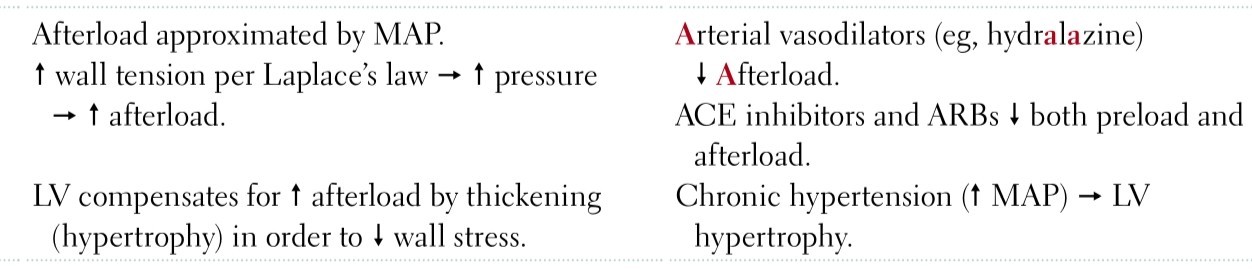 Afterload approximated by MAP.
↑ wall tension per Laplace’s law → ↑ pressure
→ ↑ afterload.
LV compensates for ↑ afterload by thickening
(hypertrophy) in order to ↓ wall stress.
Arterial vasodilators (eg, hydralazine)
↓ Afterload.
ACE inhibitors and ARBs ↓ both preload and
afterload.
Chronic hypertension (↑ MAP) → LV
hypertrophy.